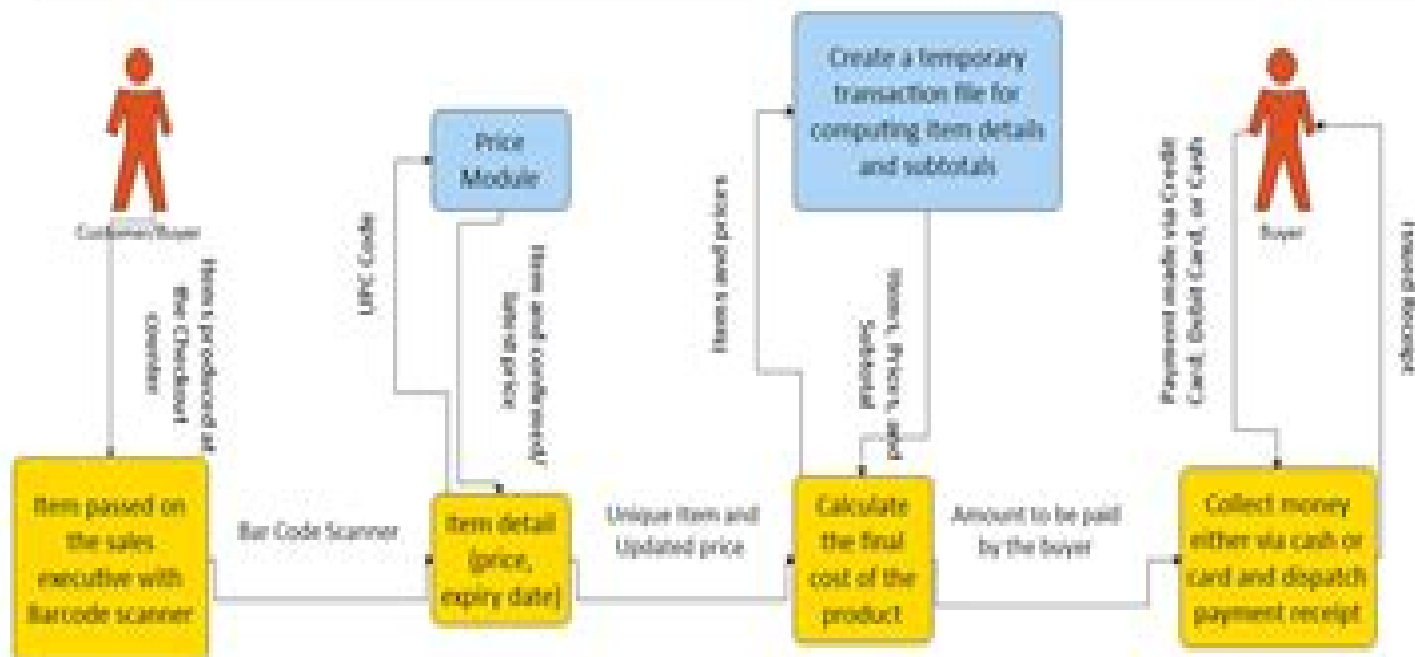 Customer/Buyer
Items produced at
the Checkout
counter
Item passed on
the sales
executive with
Barcode scanner
Bar Code Scanner
Price
Module
UPC Code
Item and confirmed/
latest price
Item detail
(price,
expiry date)
Unique Item and
Updated price
Create a temporary
transaction file for
computing item details
and subtotals
Items and prices
Items, Prices, and
Subtotal
Calculate
the final
cost of the
product
Amount to be paid
by the buyer
Buyer
Payment made via Credit
Card, Debit Card, or Cash
receipt
Collect money
either via cash or
card and dispatch
payment receipt